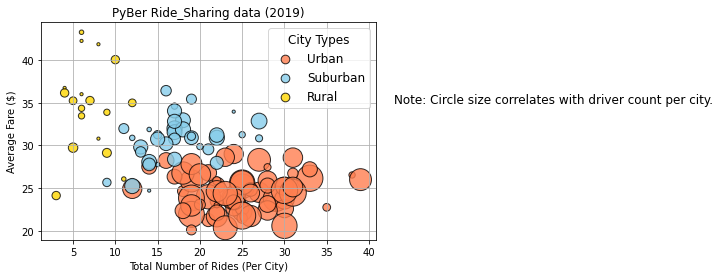 PyBer Ride_Sharing data (2019)
City Types
Urban
Suburban
Rural
Note: Circle size correlates with driver count per city.
Average Fare ($)
40
35
30
25
20
5 10 15 20 25 30 35 40
Total Number of Rides (Per City)